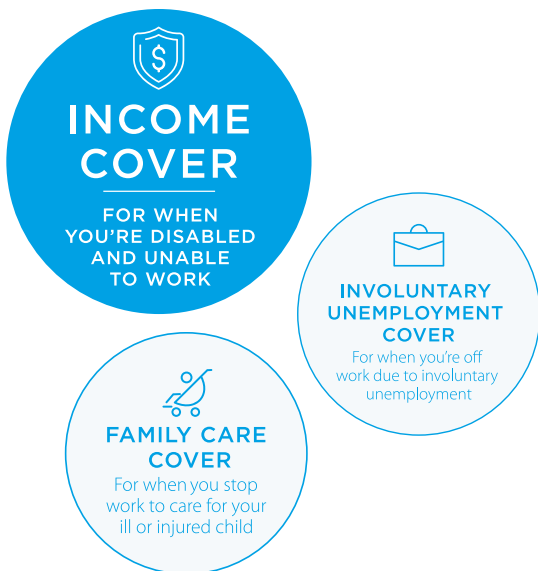 $
INCOME
COVER
FOR WHEN
YOU'RE DISABLED
AND UNABLE
TO WORK
INVOLUNTARY
UNEMPLOYMENT
COVER
For when you're off
work due to involuntary
unemployment
FAMILY CARE
COVER
For when you stop
work to care for your
ill or injured child